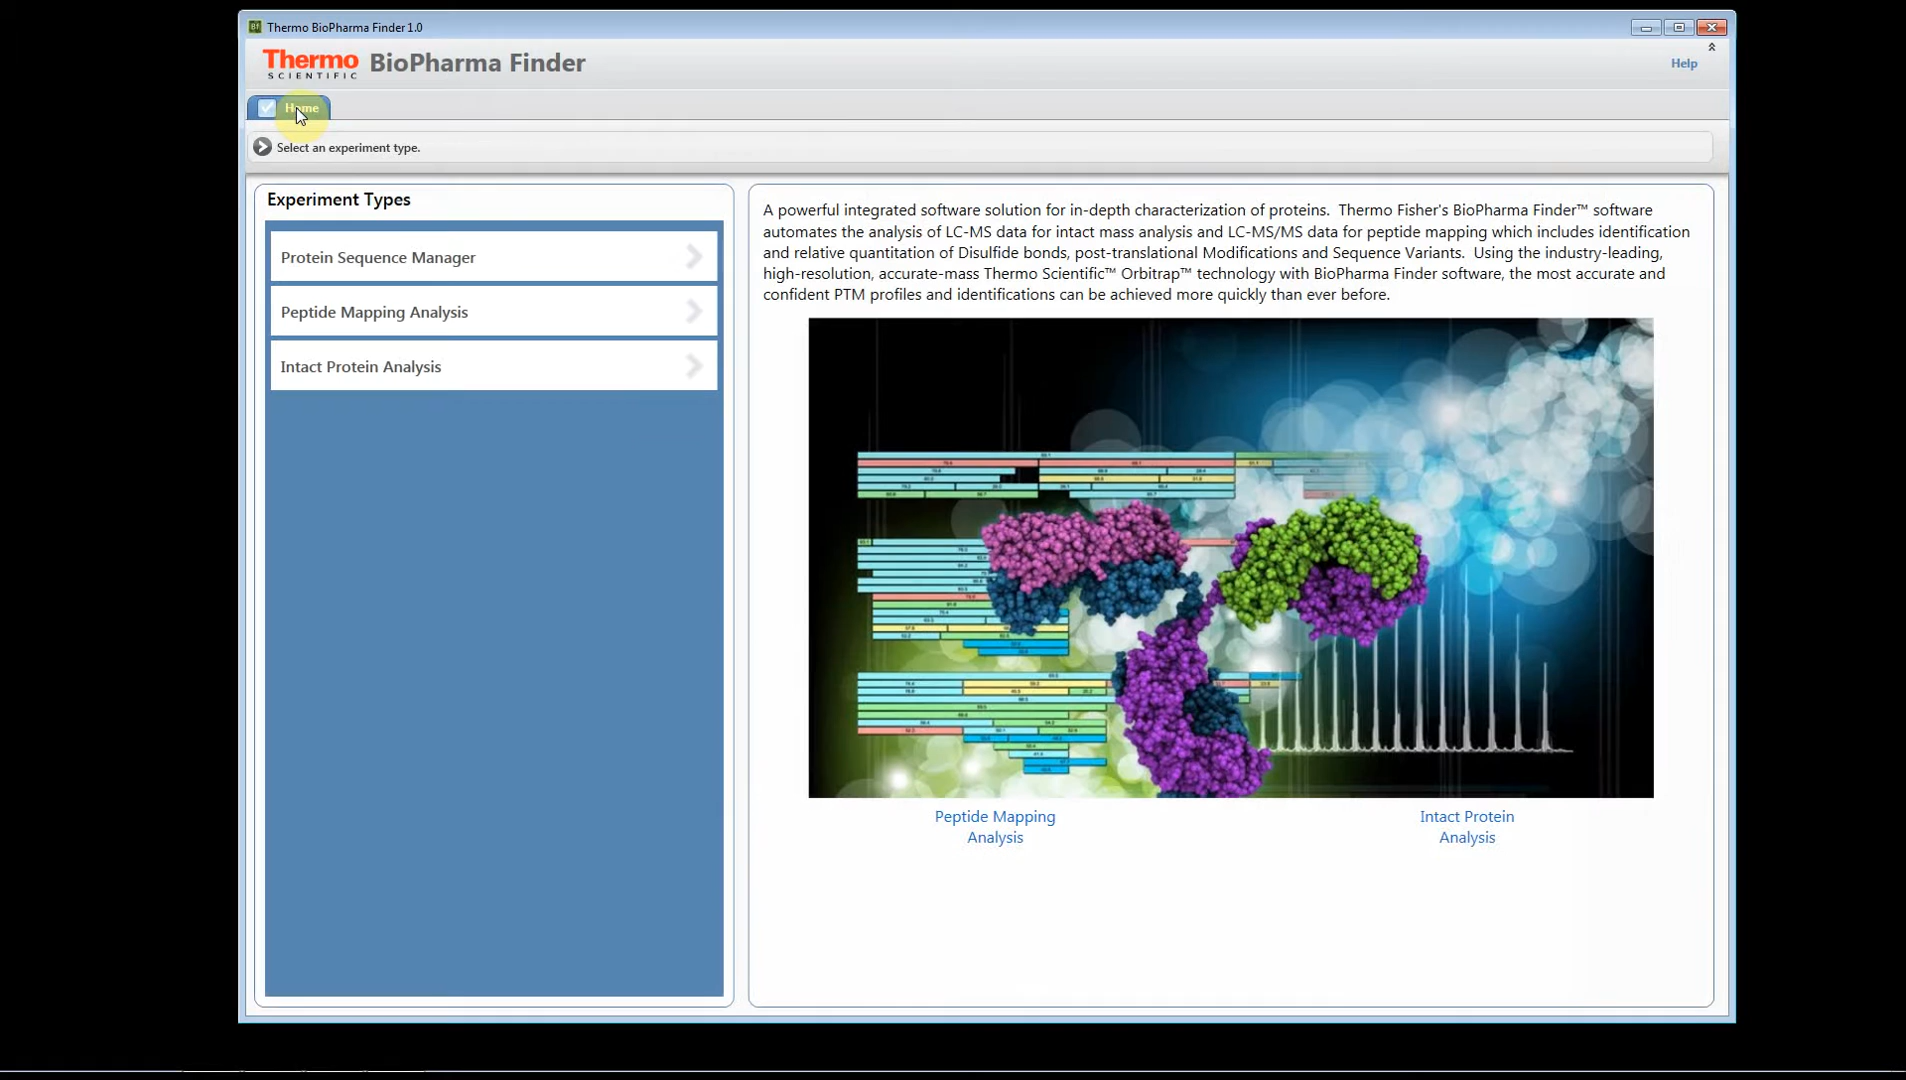 Thermo BioPharma Finder 1.0
Thermo
SCIENTIFIC
BioPharma Finder
Help
Home
Select an experiment type.
Experiment Types
Protein Sequence Manager
Peptide Mapping Analysis
Intact Protein Analysis
A powerful integrated software solution for in-depth characterization of proteins. Thermo Fisher's BioPharma Finder™ software
automates the analysis of LC-MS data for intact mass analysis and LC-MS/MS data for peptide mapping which includes identification
and relative quantitation of Disulfide bonds, post-translational Modifications and Sequence Variants. Using the industry-leading,
high-resolution, accurate-mass Thermo Scientific™ Orbitrap™ technology with BioPharma Finder software, the most accurate and
confident PTM profiles and identifications can be achieved more quickly than ever before.
Peptide Mapping
Analysis
Intact Protein
Analysis